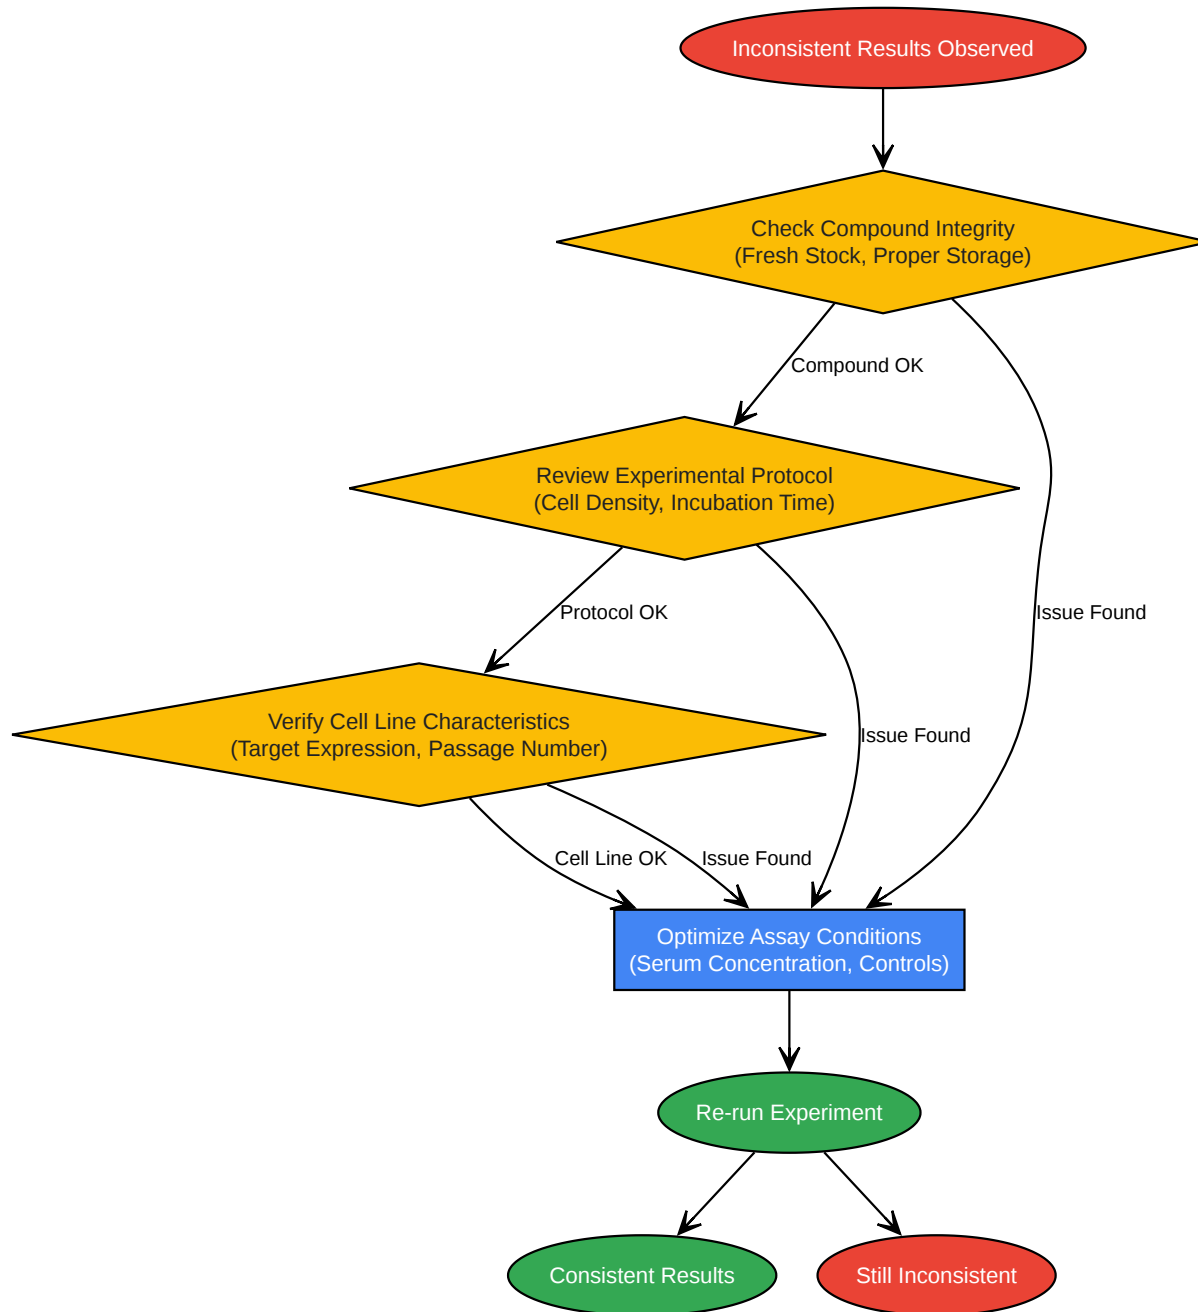 Inconsistent Results Observed
Check Compound Integrity
(Fresh Stock, Proper Storage)
Compound OK
Review Experimental Protocol
(Cell Density, Incubation Time)
Protocol OK
Issue Found
Verify Cell Line Characteristics
(Target Expression, Passage Number)
Issue Found
Cell Line OK
Issue Found
Optimize Assay Conditions
(Serum Concentration, Controls)
Re-run Experiment
Consistent Results
Still Inconsistent